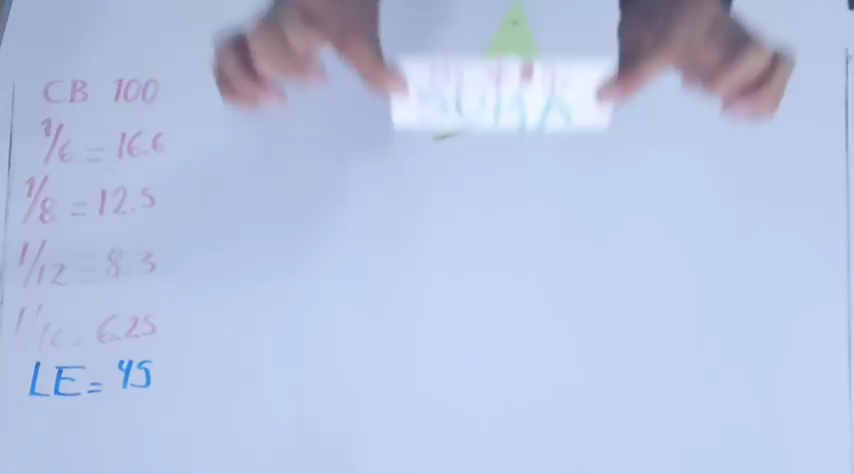 CB 100
1/6 = 16.6
1/8 = 12.5
1/12 = 8.3
1/16 = 6.25
LE = 45